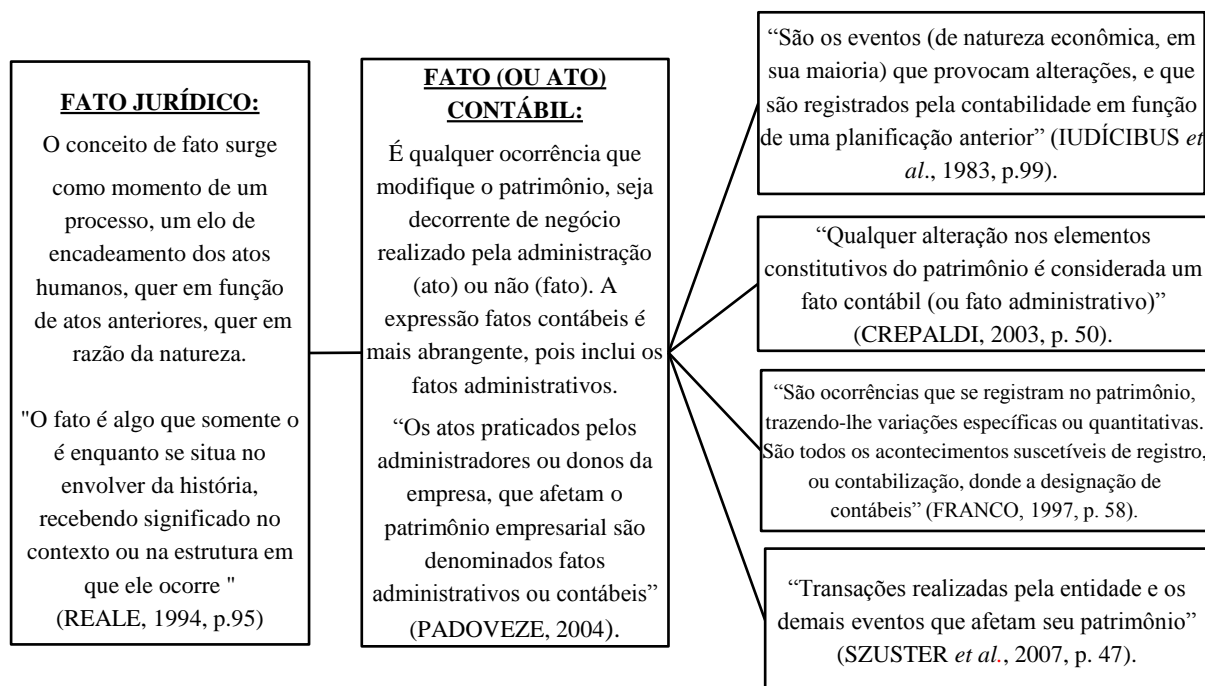 FATO JURÍDICO:
O conceito de fato surge
como momento de um
processo, um elo de
encadeamento dos atos
humanos, quer em função
de atos anteriores, quer em
razão da natureza.
"O fato é algo que somente o
é enquanto se situa no
envolver da história,
recebendo significado no
contexto ou na estrutura em
que ele ocorre "
(REALE, 1994, p.95)
FATO (OU ATO)
CONTÁBIL:
É qualquer ocorrência que
modifique o patrimônio, seja
decorrente de negócio
realizado pela administração
(ato) ou não (fato). A
expressão fatos contábeis é
mais abrangente, pois inclui os
fatos administrativos.
“Os atos praticados pelos
administradores ou donos da
empresa, que afetam o
patrimônio empresarial são
denominados fatos
administrativos ou contábeis”
(PADOVEZE, 2004).
“São os eventos (de natureza econômica, em
sua maioria) que provocam alterações, e que
são registrados pela contabilidade em função
de uma planificação anterior” (IUDÍCIBUS et
al., 1983, p.99).
“Qualquer alteração nos elementos
constitutivos do patrimônio é considerada um
fato contábil (ou fato administrativo)”
(CREPALDI, 2003, p. 50).
“São ocorrências que se registram no patrimônio,
trazendo-lhe variações específicas ou quantitativas.
São todos os acontecimentos suscetíveis de registro,
ou contabilização, donde a designação de
contábeis” (FRANCO, 1997, p. 58).
“Transações realizadas pela entidade e os
demais eventos que afetam seu patrimônio”
(SZUSTER et al., 2007, p. 47).